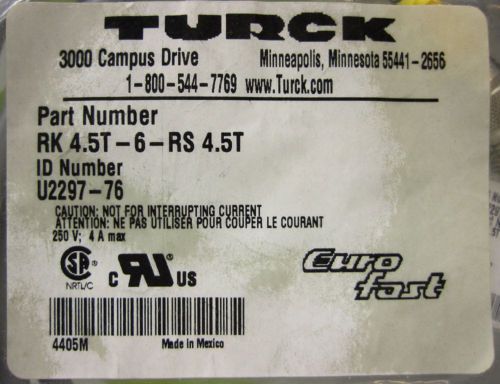 TURCK
3000 Campus Drive Minneapolis, Minnesota 55441-2656
1-800-544-7769 www.Turck.com
Part Number
RK 4.5T-6-RS 4.5T
ID Number
U2297-76
CAUTION: NOT FOR INTERRUPTING CURRENT
ATTENTION: NE PAS UTILISER POUR COUPER LE COURANT
250 V; 4 A max
SA NRTL/C
C RU US
Euro
fast
4405M Made in Mexico